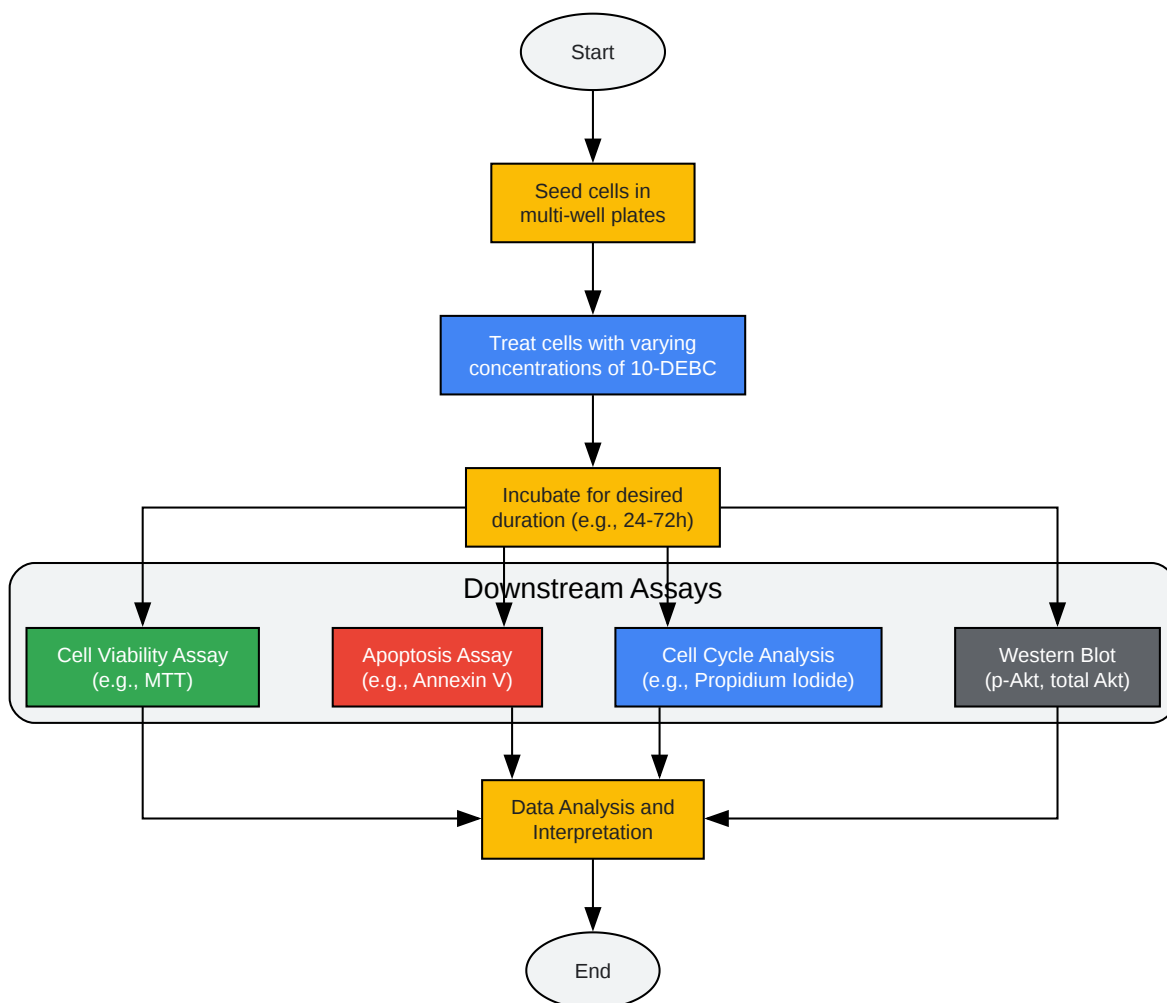 Start
Seed cells in
multi-well plates
Treat cells with varying
concentrations of 10-DEBC
Incubate for desired
duration (e.g., 24-72h)
Downstream Assays
Cell Viability Assay
(e.g., MTT)
Apoptosis Assay
(e.g., Annexin V)
Cell Cycle Analysis
(e.g., Propidium Iodide)
Western Blot
(p-Akt, total Akt)
Data Analysis and
Interpretation
End